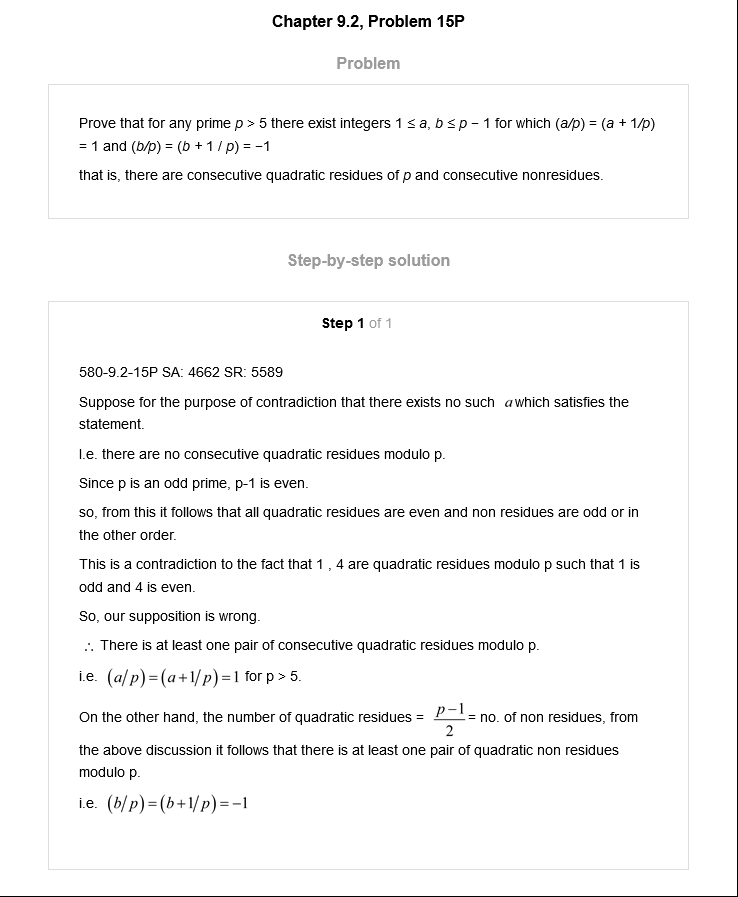 Chapter 9.2, Problem 15P
Problem
Prove that for any prime p > 5 there exist integers 1 ≤ a, b ≤ p − 1 for which (a/p) = (a + 1/p)
= 1 and (b/p) = (b + 1 / p) = −1
that is, there are consecutive quadratic residues of p and consecutive nonresidues.
Step-by-step solution
Step 1 of 1
580-9.2-15P SA: 4662 SR: 5589
Suppose for the purpose of contradiction that there exists no such a which satisfies the
statement.
I.e. there are no consecutive quadratic residues modulo p.
Since p is an odd prime, p-1 is even.
so, from this it follows that all quadratic residues are even and non residues are odd or in
the other order.
This is a contradiction to the fact that 1 , 4 are quadratic residues modulo p such that 1 is
odd and 4 is even.
So, our supposition is wrong.
∴ There is at least one pair of consecutive quadratic residues modulo p.
i.e. (a/p)=(a+1/p)=1 for p > 5.
On the other hand, the number of quadratic residues = (p−1)/2 = no. of non residues, from
the above discussion it follows that there is at least one pair of quadratic non residues
modulo p.
i.e. (b/p)=(b+1/p)=−1